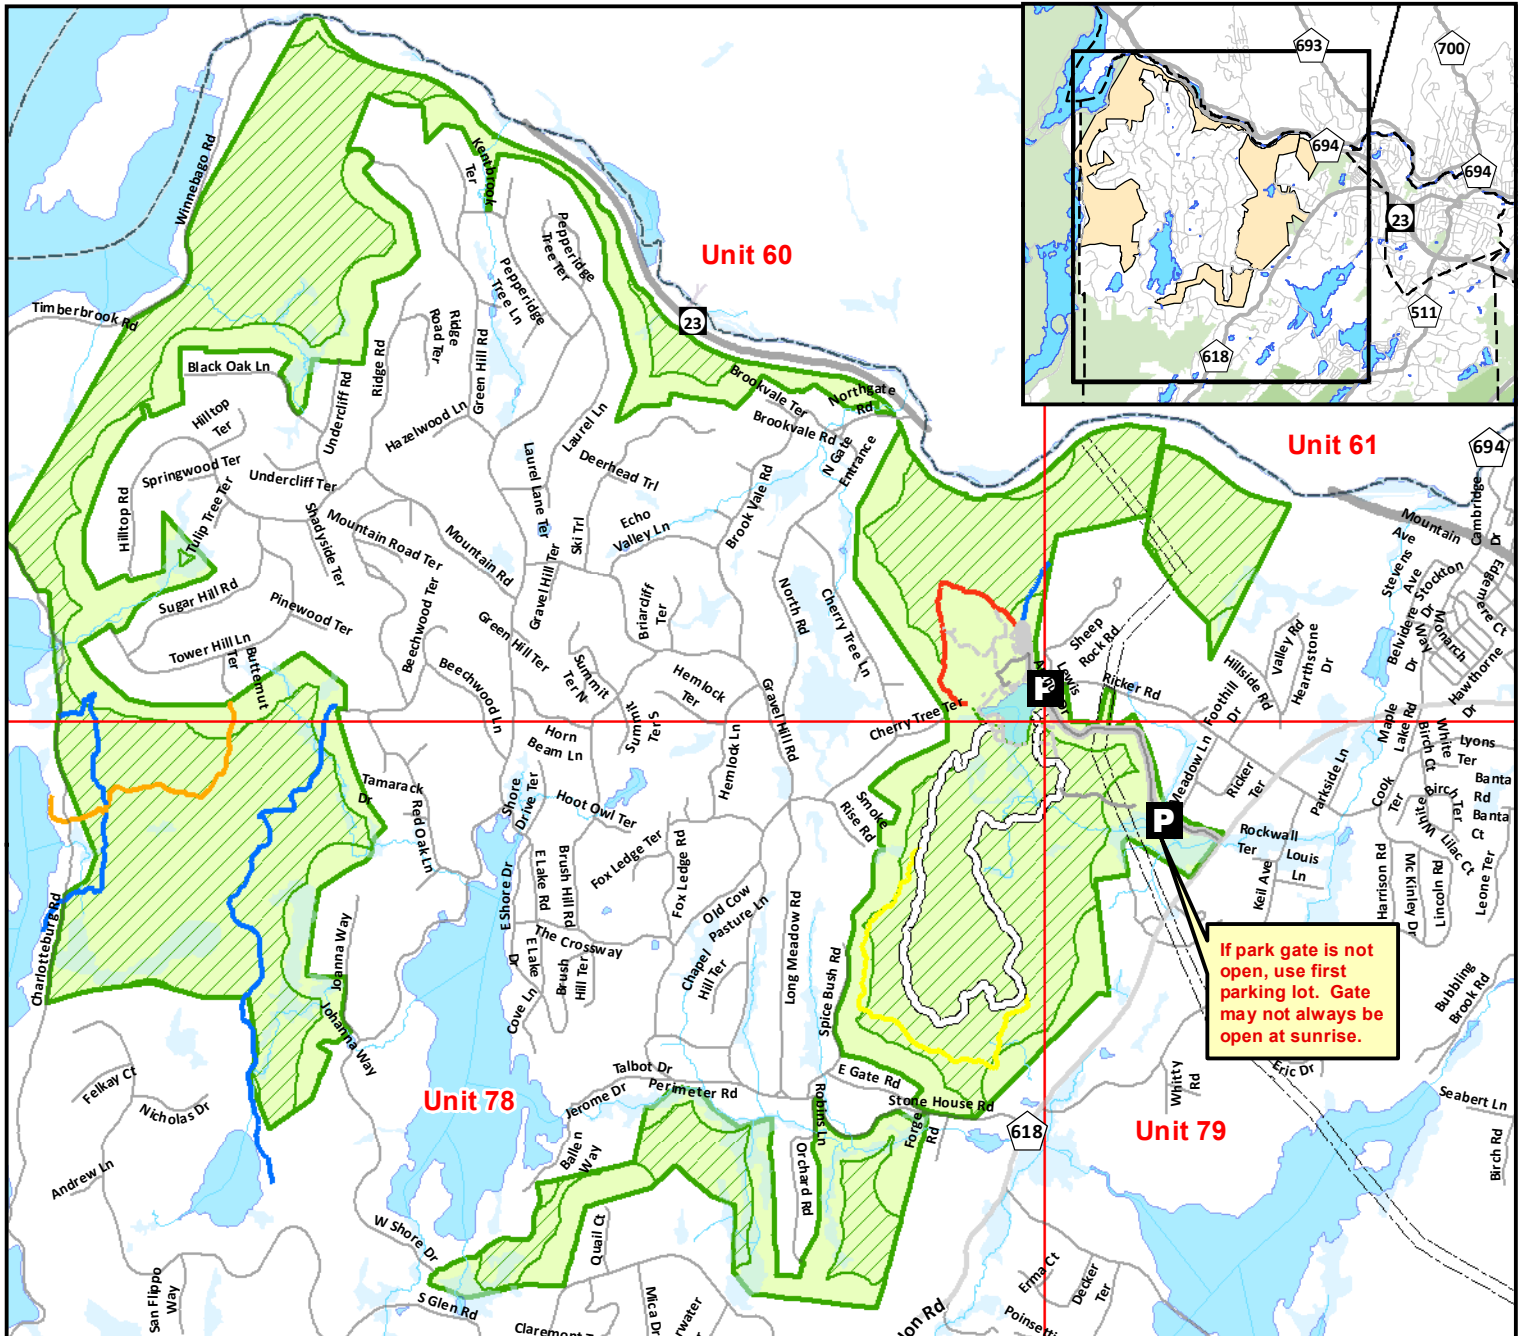 693
700
694
694
23
511
618
Unit 60
Unit 61
694
Winnebago Rd
Kentbrook
Ter
Pepperidge
Tree Ter
Pepperidge
Tree Ln
23
Timberbrook Rd
Ridge
Road Ter
Green Hill Rd
Ridge Rd
Black Oak Ln
Undercliff Rd
Hilltop
Ter
Hazelwood Ln
Laurel Ln
Brookvale Ter
Northgate
Rd
Brookvale Rd
N Gate
Entrance
Springwood Ter
Undercliff Ter
Hilltop Rd
Tulip Tree Ter
Shadyside Ter
Mountain Road Ter
Mountain Rd
Laurel Lane Ter
Deerhead Trl
Ski Trl
Echo
Valley Ln
Brook Vale Rd
Gravel Hill Ter
Sugar Hill Rd
Pinewood Ter
Tower Hill Ln
Butternut
Ter
Beechwood Ter
Beechwood Ln
Green Hill Ter
Summit
Ter N
Briarcliff
Ter
North Rd
Cherry Tree Ln
Hemlock
Ter
Summit
Ter S
Gravel Hill Rd
Hemlock Ln
Cherry Tree Ter
Horn
Beam Ln
Mountain
Ave
Cambridge
Dr
Stevens
Ave
Stockton
Edgemere Ct
Belvidere
Dr
Monarch
Way
Hawthorne
Dr
Sheep
Rock Rd
Lewis
P
Ricker Rd
Valley Rd
Hearthstone
Dr
Hillside Rd
Foothill
Dr
Maple
Lake Rd
White
Birch Ct
Lyons
Ter
Banta
Rd
Banta
Ct
Birch Ter
White
Lilac Ct
Cook
Ter
Parkside Ln
Meadow Ln
Ricker
Ter
P
Rockwall
Ter
Louis
Ln
Keil Ave
Harrison Rd
Mc Kinley Dr
Lincoln Rd
Leone Ter
Tamarack
Dr
Red Oak Ln
Shore
Drive Ter
Hoot Owl Ter
Smoke
Rise Rd
E Shore Dr
E Lake Rd
Brush Hill Rd
Fox Ledge Ter
Fox Ledge Rd
Old Cow
Pasture Ln
Chapel
Hill Ter
Long Meadow Rd
Spice Bush Rd
The Crossway
E Lake
Dr
Brush
Hill Ter
Cove Ln
Joanna Way
Johanna Way
Charlotteburg Rd
If park gate is not
open, use first
parking lot. Gate
may not always be
open at sunrise.
Bubbling
Brook Rd
Felkay Ct
Nicholas Dr
Andrew Ln
Unit 78
Talbot Dr
Jerome Dr
Perimeter Rd
E Gate Rd
Stone House Rd
Robins Ln
Forge
Rd
618
Unit 79
Whitty
Rd
Eric Dr
Seabert Ln
Birch Rd
Ballen
Way
Orchard Rd
W Shore Dr
Quail Ct
S Glen Rd
San Flippo
Way
Mica Dr
Erma Ct
Decker
Ter